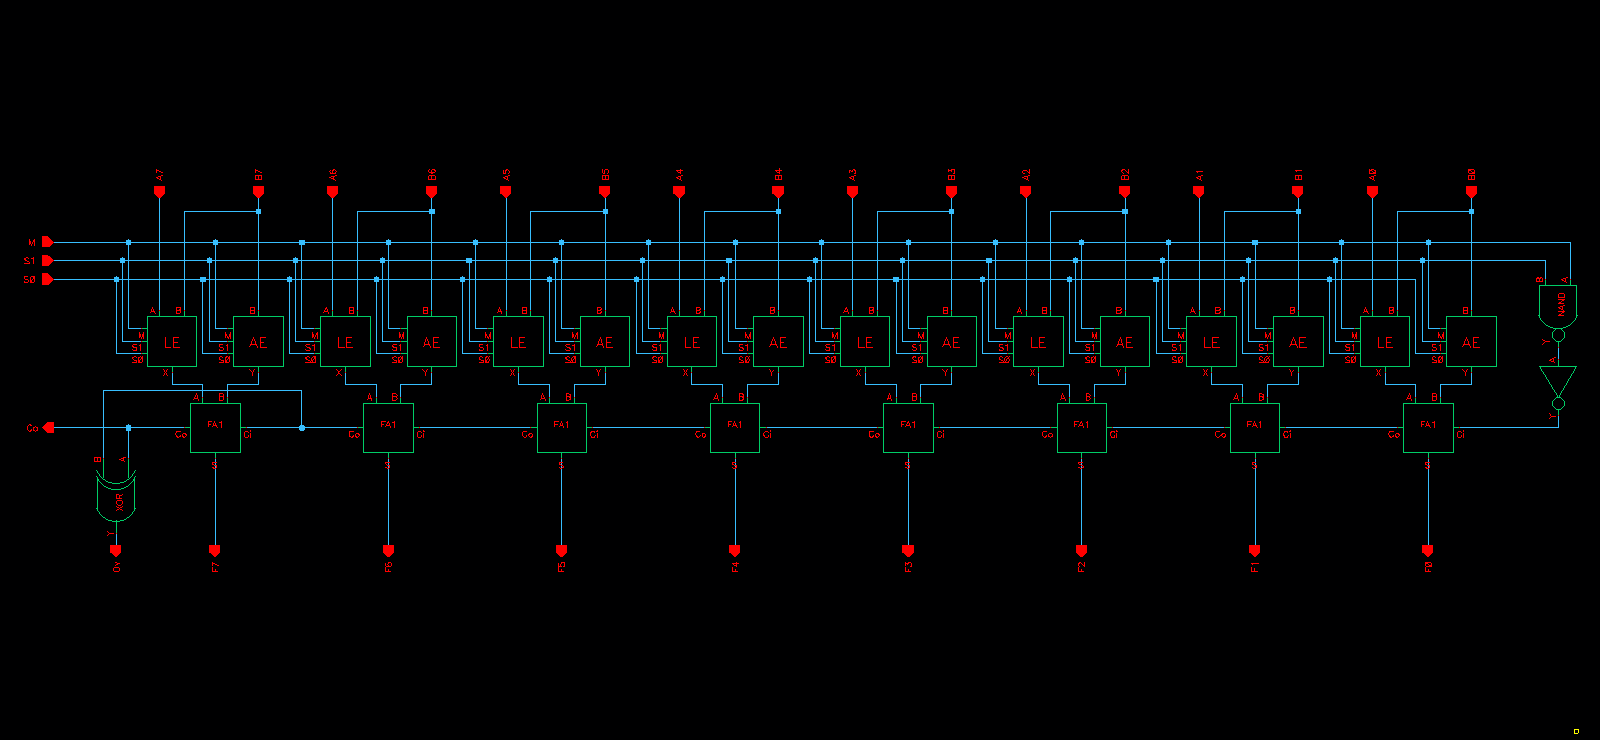 A7 B7 A6 B6 A5 B5 A4 B4 A3 B3 A2 B2 A1 B1 A0 B0
M
S1
S0
B A
NAND
A B B A B B A B B A B B A B B A B B A B B A B B
M M M M M M M M M M M M M M M M
LE AE LE AE LE AE LE AE LE AE LE AE LE AE LE AE
S1 S1 S1 S1 S1 S1 S1 S1 S1 S1 S1 S1 S1 S1 S1 S1
S0 S0 S0 S0 S0 S0 S0 S0 S0 S0 S0 S0 S0 S0 S0 S0
Y
A
X Y X Y X Y X Y X Y X Y X Y X Y
A B A B A B A B A B A B A B A B
Y
FA1 FA1 FA1 FA1 FA1 FA1 FA1 FA1
Co Co Ci Co Ci Co Ci Co Ci Co Ci Co Ci Co Ci Co Ci
B A
S S S S S S S S
XOR
Y
Ov F7 F6 F5 F4 F3 F2 F1 F0